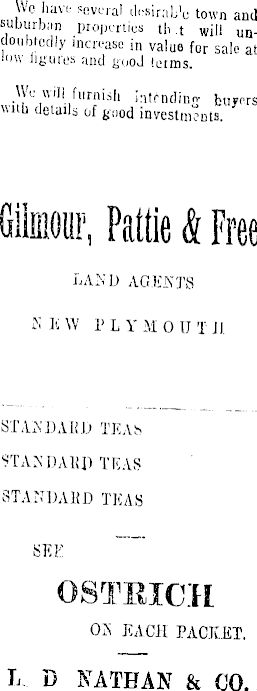 We have several desirable town and
suburban properties that will un-
doubtedly increase in value for sale at
low figures and good terms.
We will furnish intending buyers
with details of good investments.
Gilmour, Pattie & Free
LAND AGENTS
NEW PLYMOUTH
STANDARD TEAS
STANDARD TEAS
STANDARD TEAS
SEE
OSTRICH
ON EACH PACKET.
L. D NATHAN & CO.